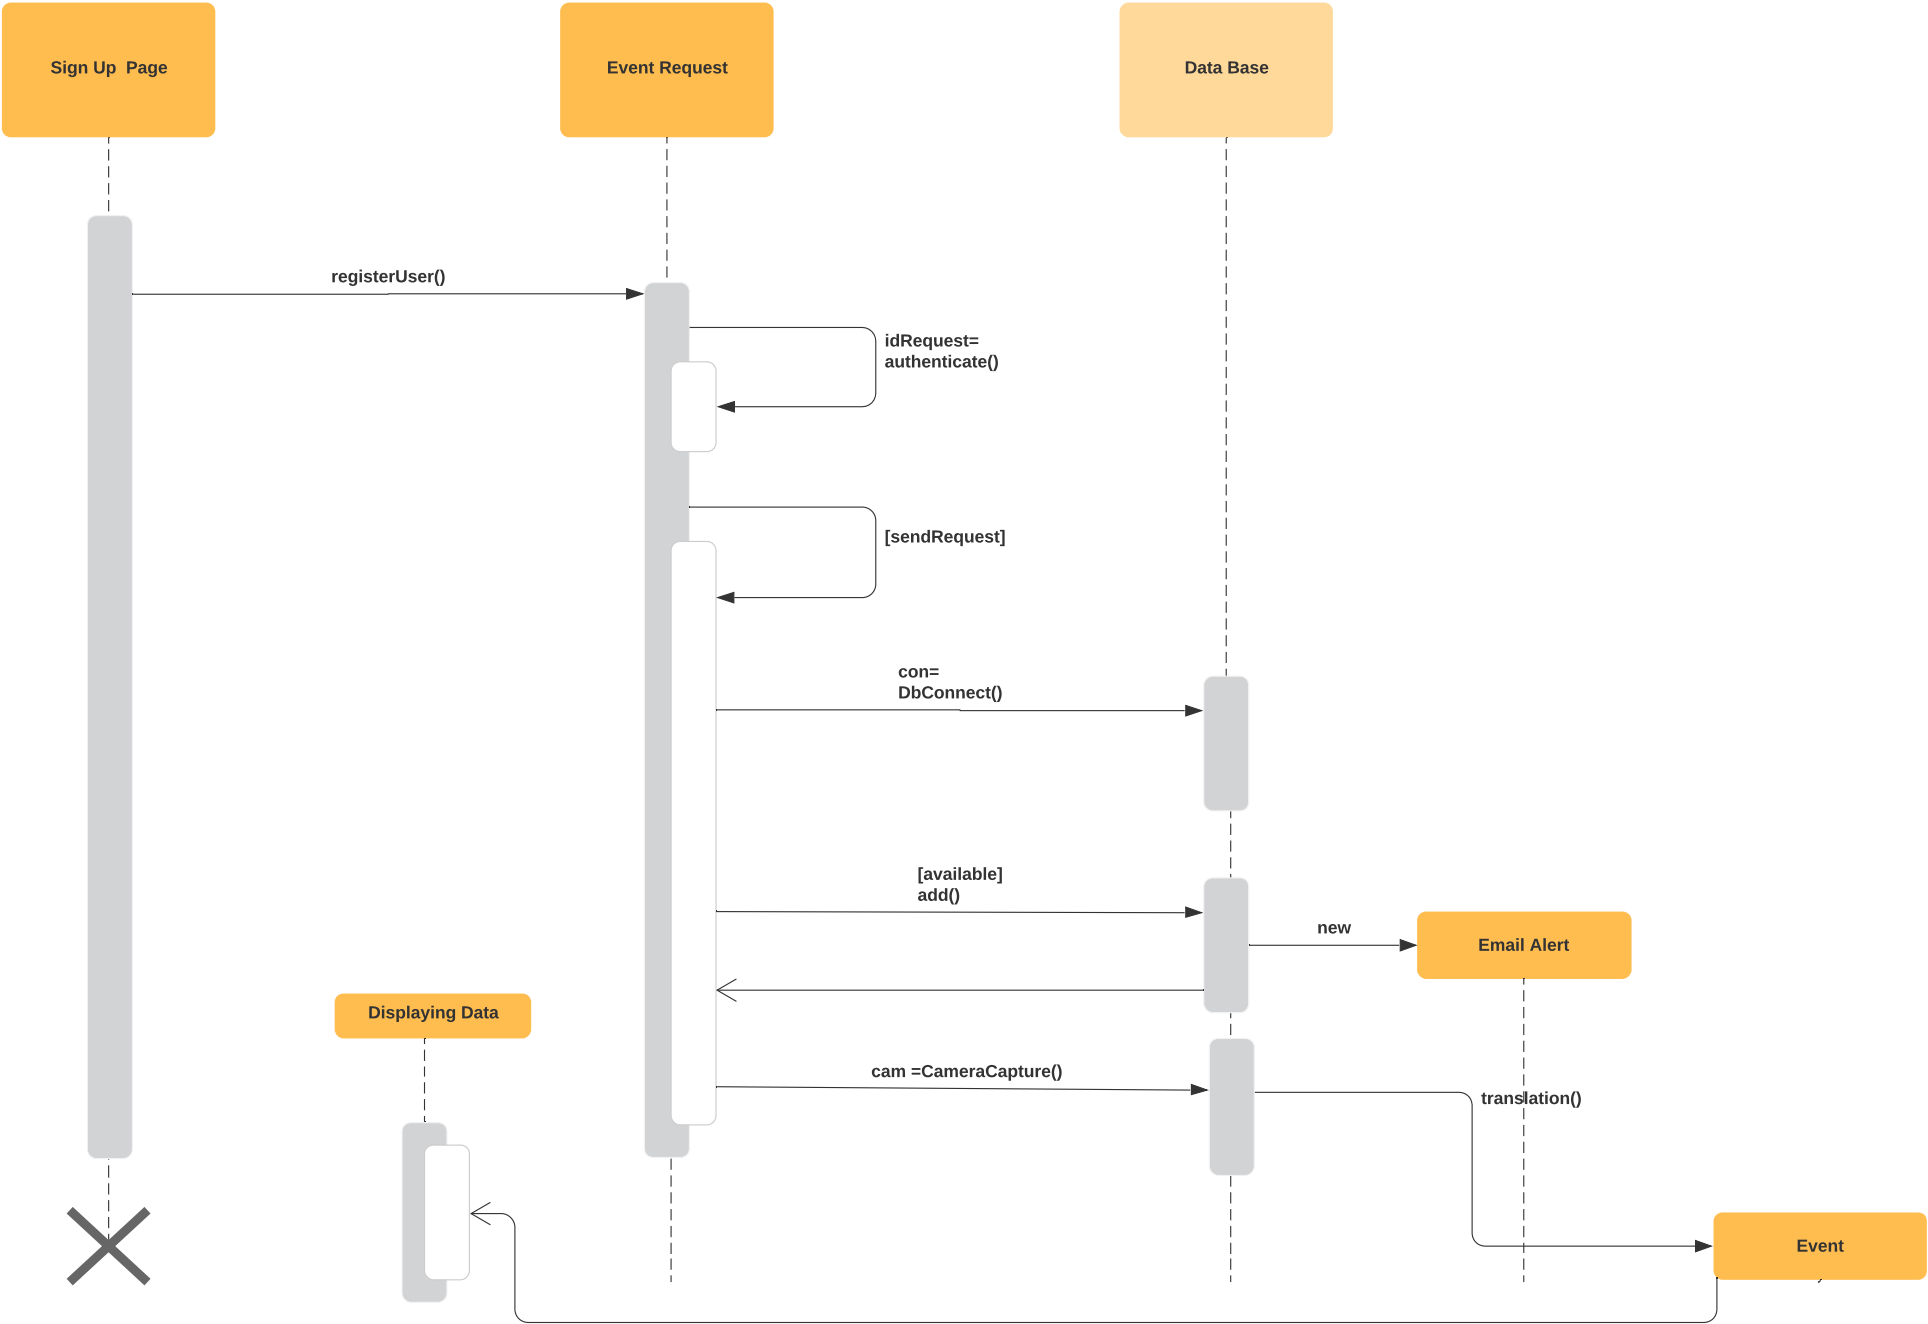 Sign Up  Page
Event Request
Data Base
registerUser()
idRequest=
authenticate()
[sendRequest]
con=
DbConnect()
[available]
add()
new
Email Alert
Displaying Data
cam =CameraCapture()
translation()
Event